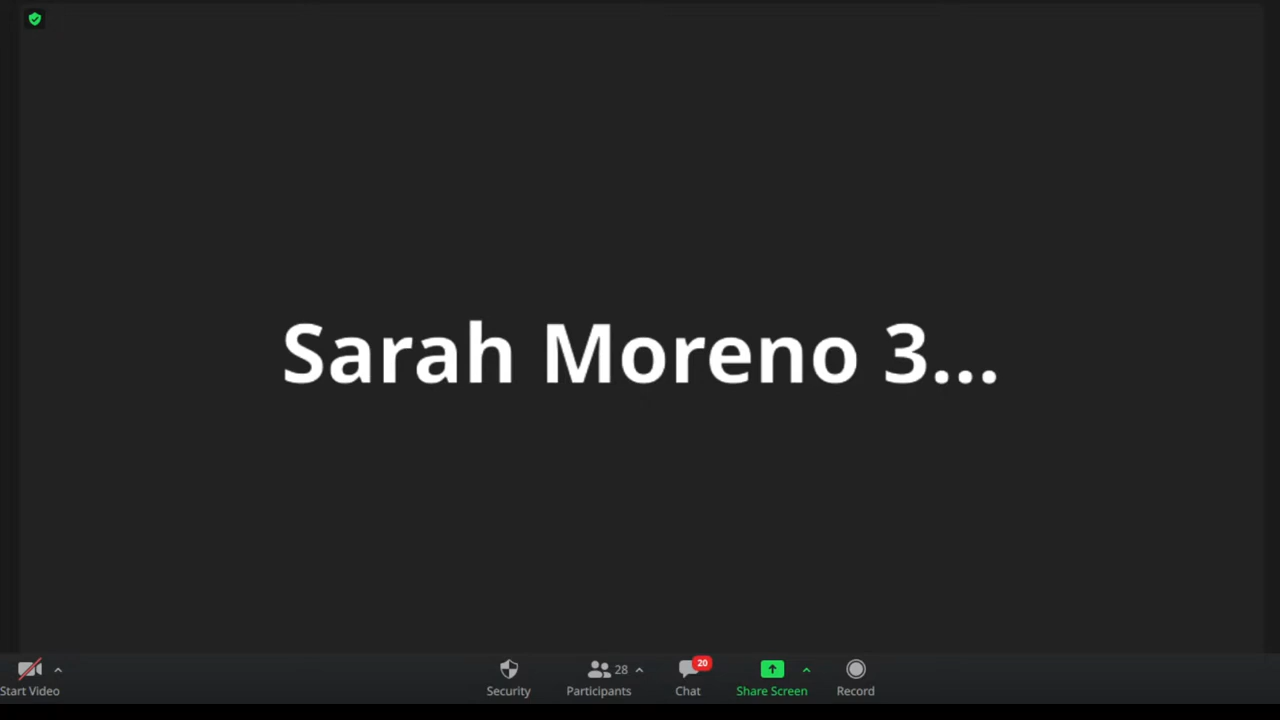 Sarah Moreno 3...
28
20
Start Video
Security
Participants
Chat
Share Screen
Record